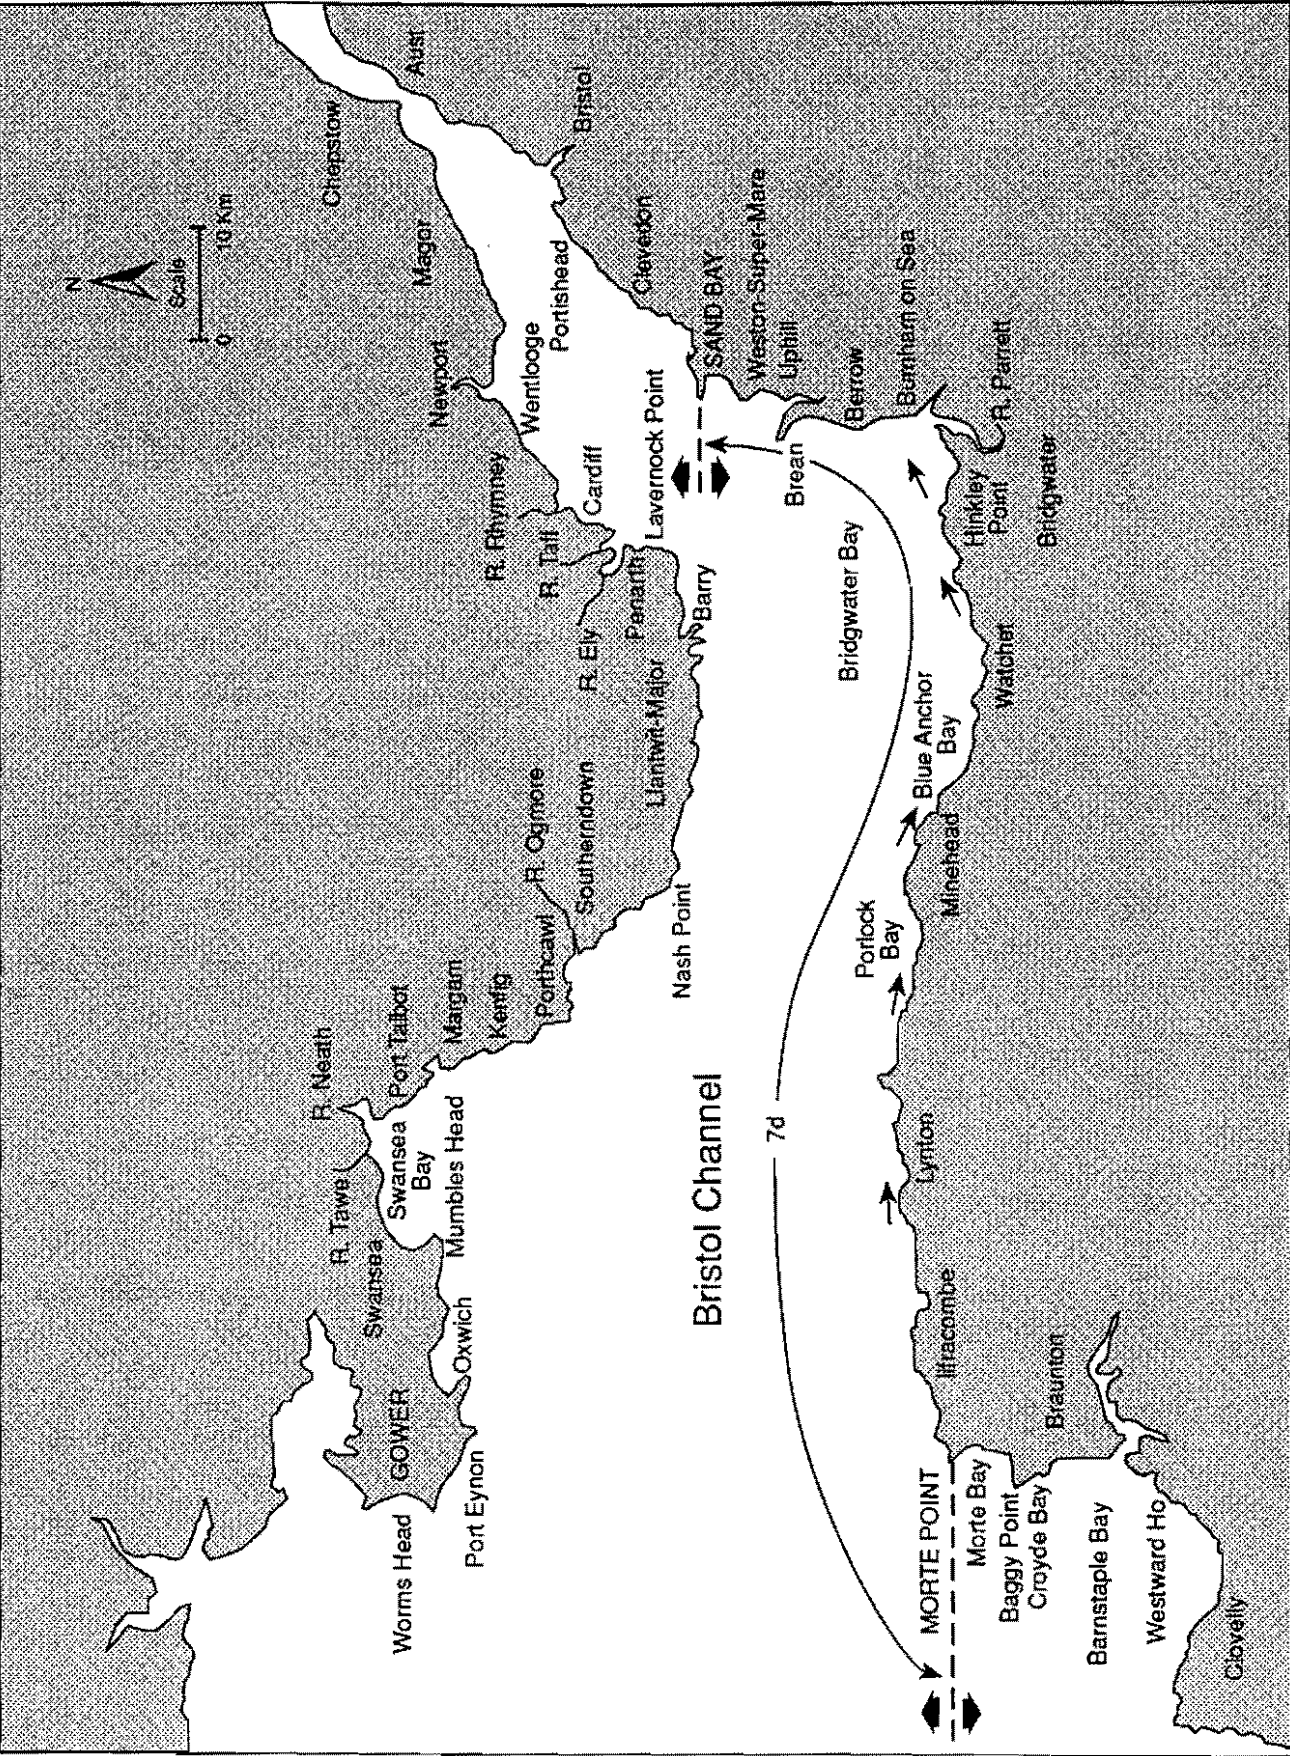 N
Scale
0 10 Km
Chepstow
Aust
Magor
Bristol
Newport
Wentlooge
Portishead
Clevedon
R. Rhymney
R. Taff
Cardiff
Lavernock Point
SAND BAY
Weston-Super-Mare
Uphill
R. Ely
Penarth
Barry
Brean
Berrow
Burnham on Sea
R. Parrett
Llantwit-Major
Bridgwater Bay
Hinkley
Point
Bridgwater
R. Ogmore
Southerndown
Nash Point
Blue Anchor
Bay
Watchet
R. Neath
Port Talbot
Margam
Kenfig
Porthcawl
Porlock
Bay
Minehead
R. Tawe
Swansea
Swansea
Bay
Mumbles Head
Bristol Channel
7d
Lynton
GOWER
Oxwich
Ilfracombe
Worms Head
Port Eynon
MORTE POINT
Morte Bay
Baggy Point
Croyde Bay
Braunton
Barnstaple Bay
Westward Ho
Clovelly